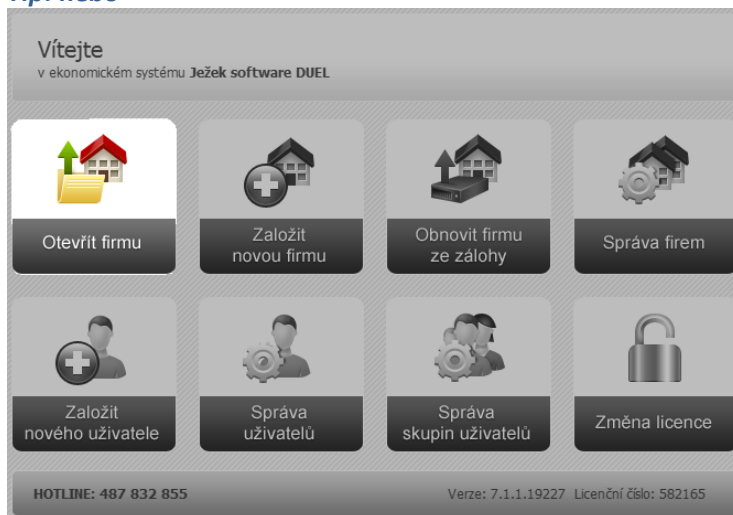 Vítejte
v ekonomickém systému Ježek software DUEL
Otevřít firmu
Založit
novou firmu
Obnovit firmu
ze zálohy
Správa firem
Založit
nového uživatele
Správa
uživatelů
Správa
skupin uživatelů
Změna licence
HOTLINE: 487 832 855
Verze: 7.1.1.19227 Licenční číslo: 582165